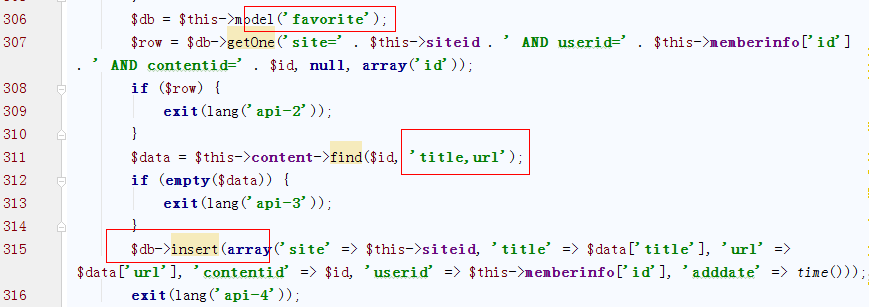 306 $db = $this->model('favorite');
307 $row = $db->getOne('site=' . $this->siteid . ' AND userid=' . $this->memberinfo['id']
. ' AND contentid=' . $id, null, array('id'));
308 if ($row) {
309 exit(lang('api-2'));
310 }
311 $data = $this->content->find($id, 'title,url');
312 if (empty($data)) {
313 exit(lang('api-3'));
314 }
315 $db->insert(array('site' => $this->siteid, 'title' => $data['title'], 'url' =>
$data['url'], 'contentid' => $id, 'userid' => $this->memberinfo['id'], 'adddate' => time()));
316 exit(lang('api-4'));